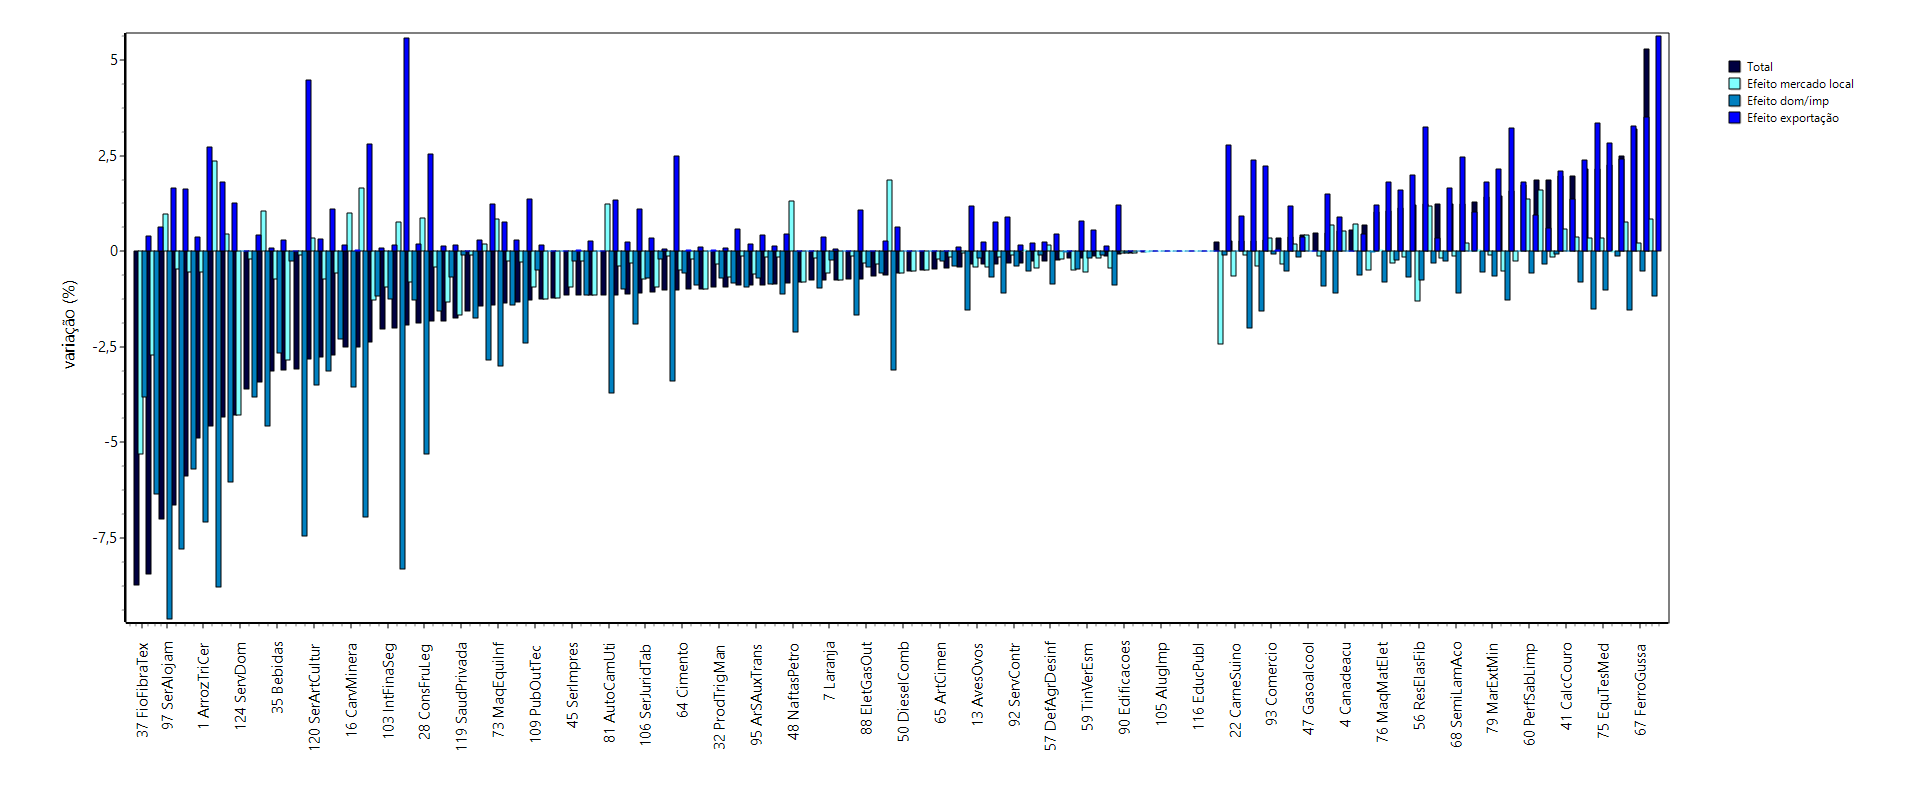 5
2,5
0
-2,5
-5
-7,5
variação (%)
Total
Efeito mercado local
Efeito dom/imp
Efeito exportação
37 FioFibraTex
97 SerAlojam
1 ArrozTriCer
124 ServDom
35 Bebidas
120 SerArtCultur
16 CarvMinera
103 IntFinaSeg
28 ConsFruLeg
119 SaudPrivada
73 MaqEquiInf
109 PubOutTec
45 SerImpres
81 AutoCamUti
106 SerJuridTab
64 Cimento
32 ProdTrigMan
95 ArSAuxTrans
48 NaftasPetro
7 Laranja
88 EletGasOut
50 DieselComb
65 ArtCimen
13 AvesOvos
92 ServContr
57 DefAgrDesinf
59 TinVerEsm
90 Edificacoes
105 AlugImp
116 EducPubl
22 CarneSuino
93 Comercio
47 Gasoalcool
4 Canadeacu
76 MaqMatElet
56 ResElasFib
68 SemiLamAco
79 MarExtMin
60 PerfSabLimp
41 CalcCouro
75 EquTesMed
67 FerroGussa